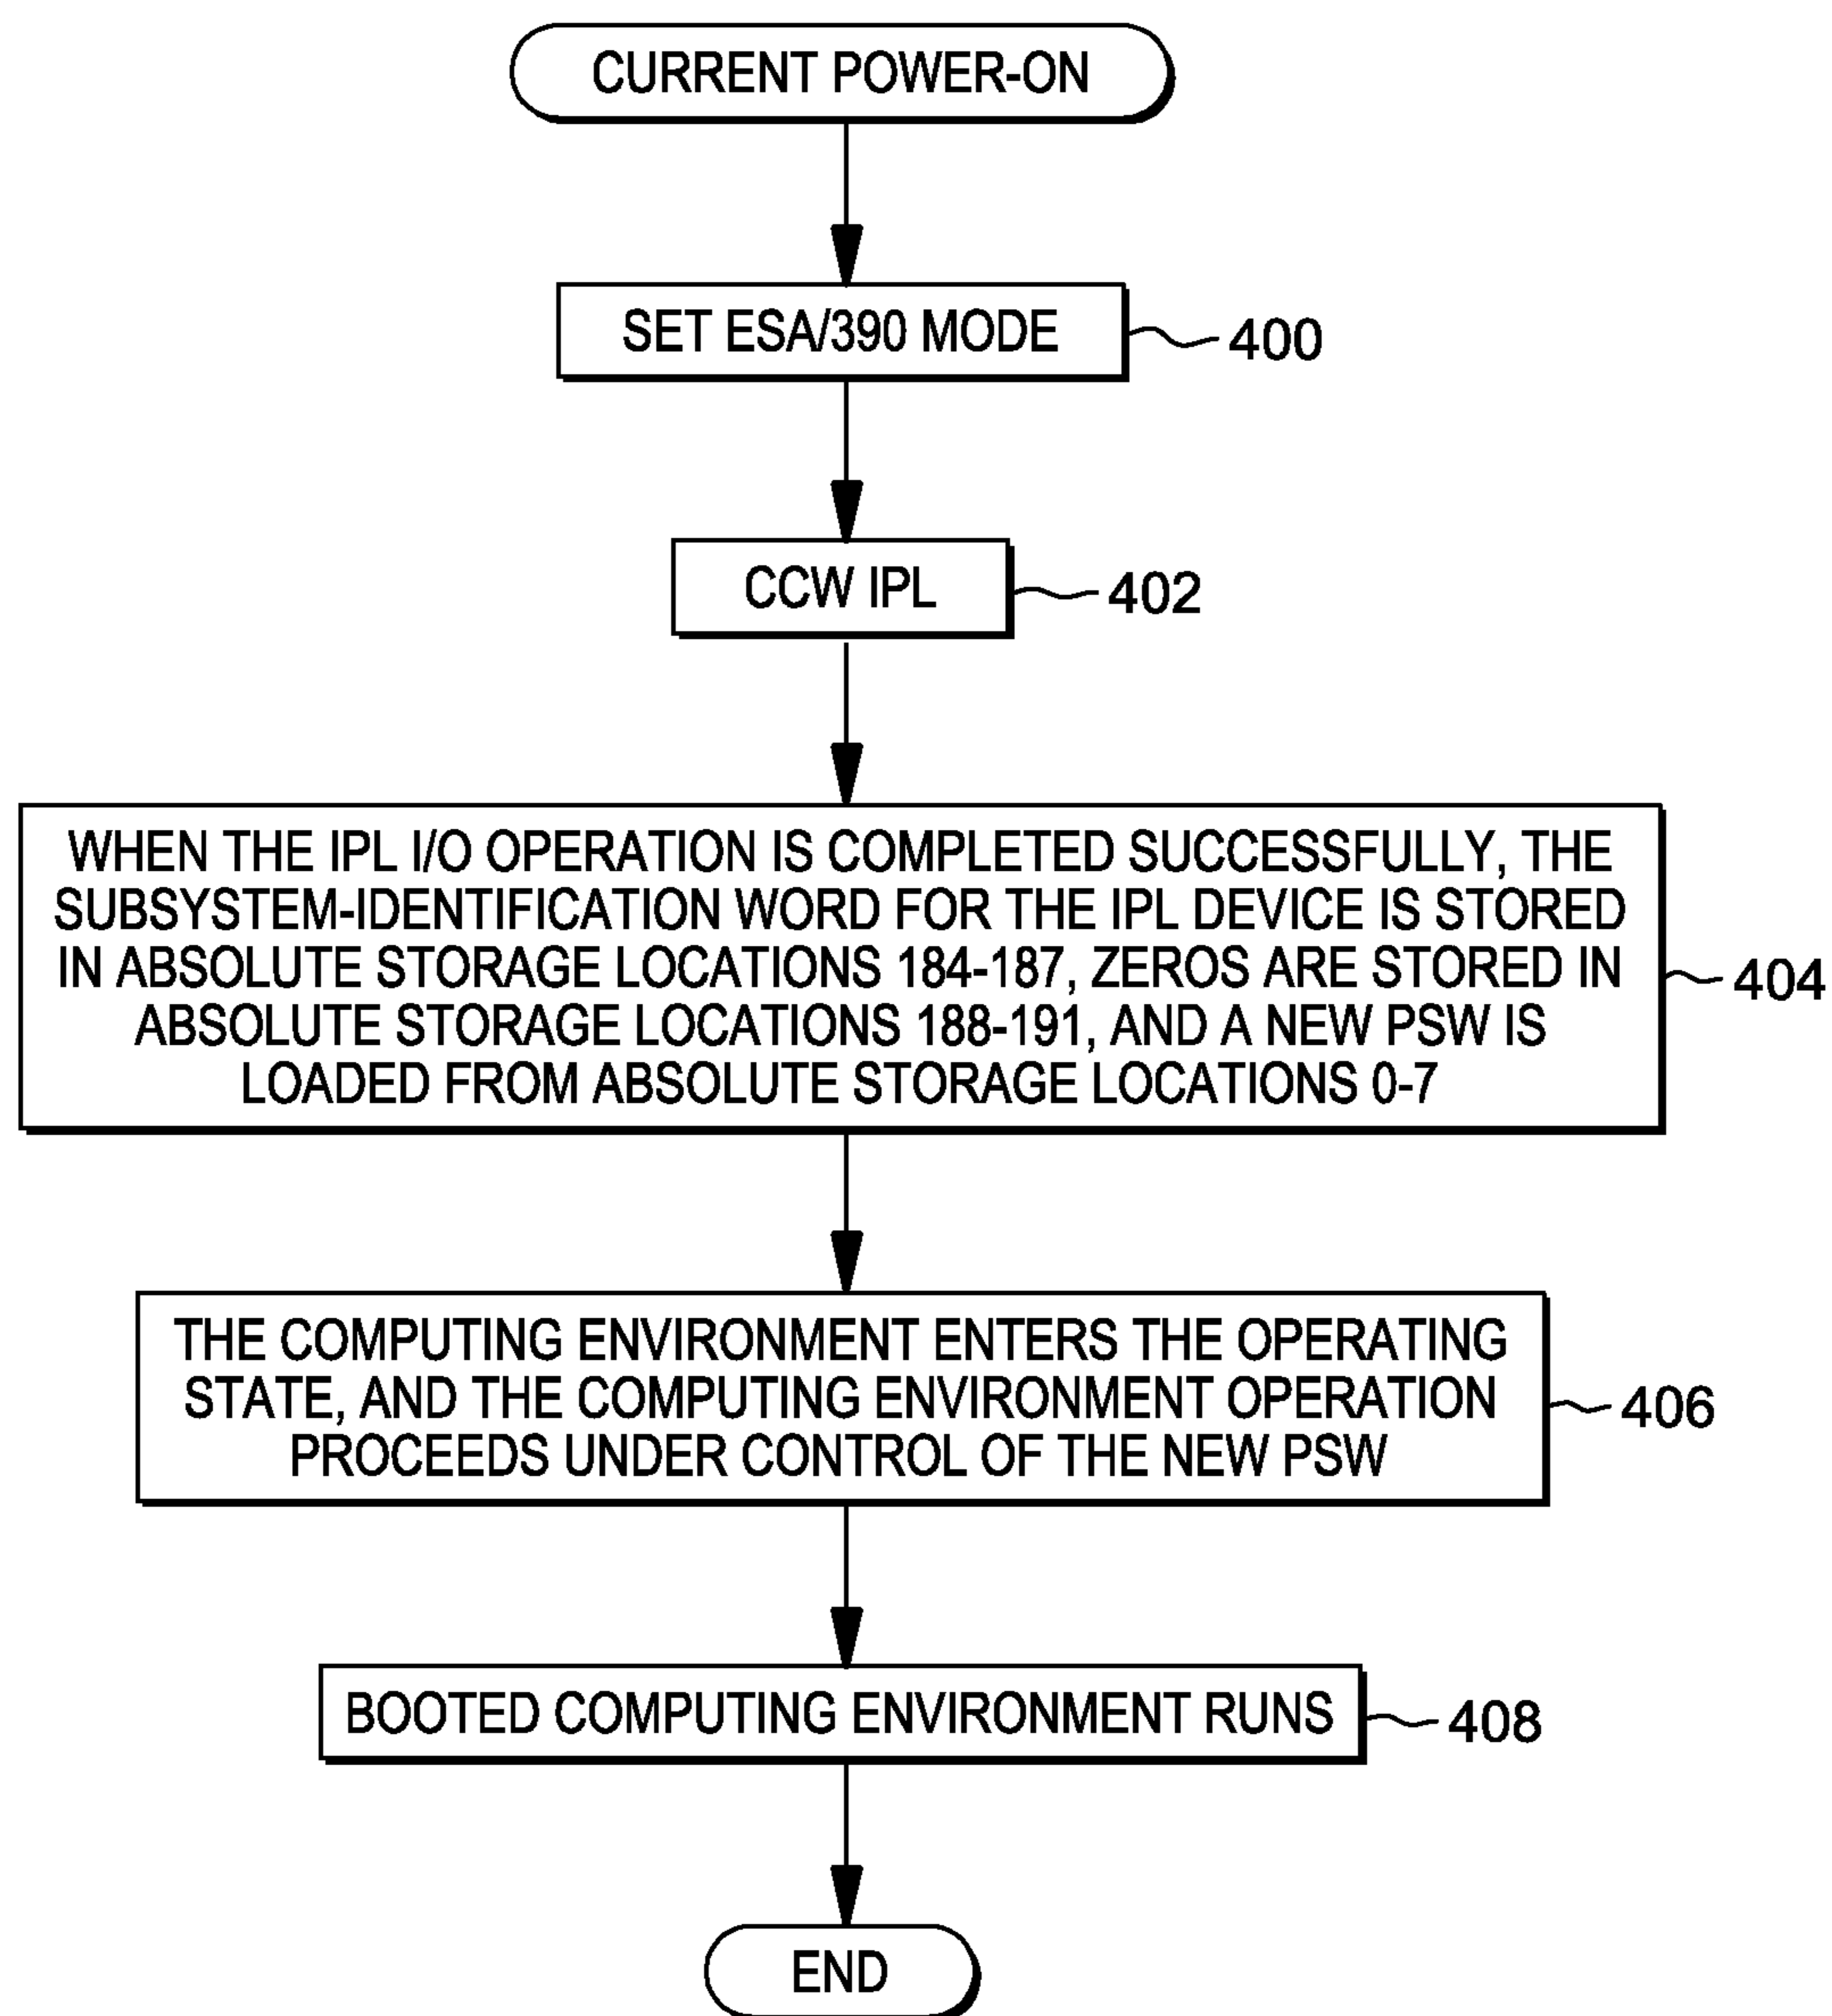 CURRENT POWER-ON
SET ESA/390 MODE
400
CCW IPL
402
WHEN THE IPL I/O OPERATION IS COMPLETED SUCCESSFULLY, THE
SUBSYSTEM-IDENTIFICATION WORD FOR THE IPL DEVICE IS STORED
IN ABSOLUTE STORAGE LOCATIONS 184-187, ZEROS ARE STORED IN
ABSOLUTE STORAGE LOCATIONS 188-191, AND A NEW PSW IS
LOADED FROM ABSOLUTE STORAGE LOCATIONS 0-7
404
THE COMPUTING ENVIRONMENT ENTERS THE OPERATING
STATE, AND THE COMPUTING ENVIRONMENT OPERATION
PROCEEDS UNDER CONTROL OF THE NEW PSW
406
BOOTED COMPUTING ENVIRONMENT RUNS
408
END